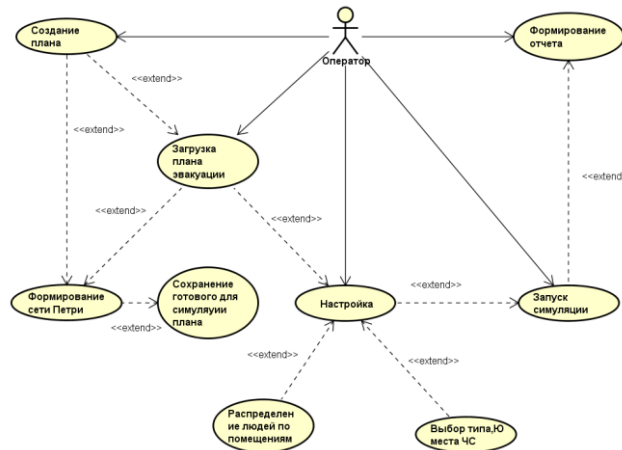 Создание
плана
Оператор
Формирование
отчета
<<extend>>
<<extend>>
Загрузка
плана
эвакуации
<<extend>>
<<extend>>
<<extend>>
Формирование
сети Петри
<<extend>>
Сохранение
готового для
симуляуии
плана
Настройка
<<extend>>
Запуск
симуляции
<<extend>>
<<extend>>
Распределен
ие людей по
помещениям
Выбор типа,Ю
места ЧС